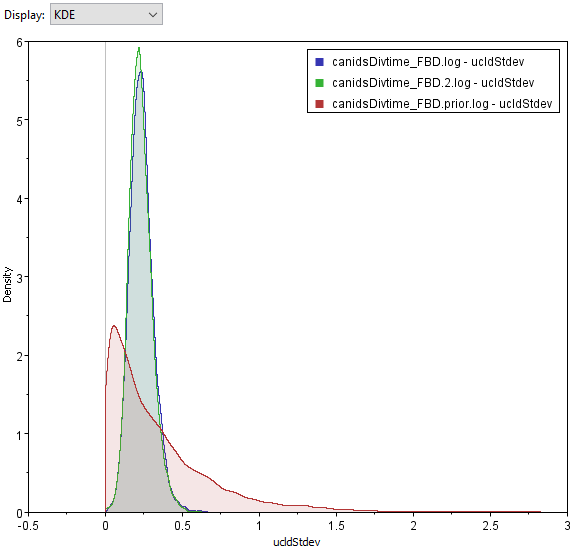 Display: KDE
canidsDivtime_FBD.log - ucldStdev
canidsDivtime_FBD.2.log - ucldStdev
canidsDivtime_FBD.prior.log - ucldStdev
6
5
4
3
2
1
0
Density
-0.5 0 0.5 1 1.5 2 2.5 3
ucldStdev